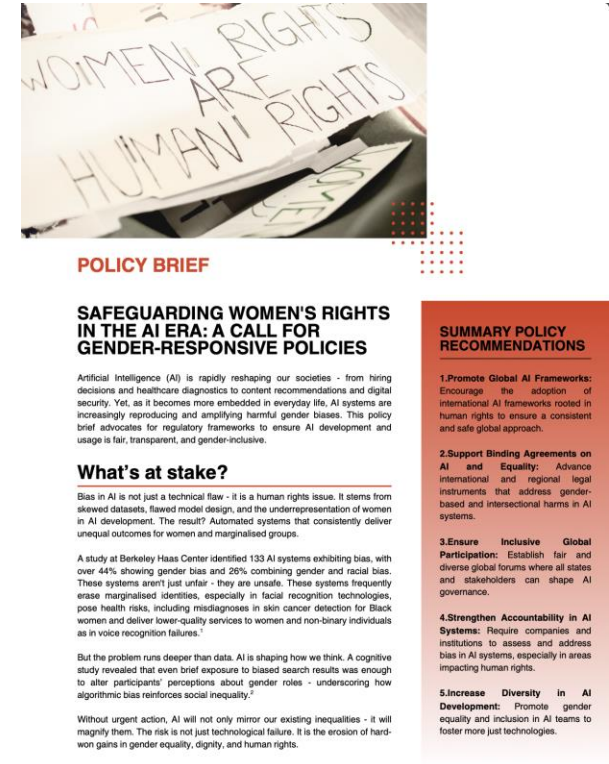 WOMEN RIGHTS
ARE
HUMAN RIGHTS
WOMEN
POLICY BRIEF
SAFEGUARDING WOMEN'S RIGHTS
IN THE AI ERA: A CALL FOR
GENDER-RESPONSIVE POLICIES
Artificial Intelligence (AI) is rapidly reshaping our societies - from hiring
decisions and healthcare diagnostics to content recommendations and digital
security. Yet, as it becomes more embedded in everyday life, AI systems are
increasingly reproducing and amplifying harmful gender biases. This policy
brief advocates for regulatory frameworks to ensure AI development and
usage is fair, transparent, and gender-inclusive.
What's at stake?
Bias in AI is not just a technical flaw - it is a human rights issue. It stems from
skewed datasets, flawed model design, and the underrepresentation of women
in AI development. The result? Automated systems that consistently deliver
unequal outcomes for women and marginalised groups.
A study at Berkeley Haas Center identified 133 AI systems exhibiting bias, with
over 44% showing gender bias and 26% combining gender and racial bias.
These systems aren't just unfair - they are unsafe. These systems frequently
erase marginalised identities, especially in facial recognition technologies,
pose health risks, including misdiagnoses in skin cancer detection for Black
women and deliver lower-quality services to women and non-binary individuals
as in voice recognition failures.¹
But the problem runs deeper than data. AI is shaping how we think. A cognitive
study revealed that even brief exposure to biased search results was enough
to alter participants' perceptions about gender roles - underscoring how
algorithmic bias reinforces social inequality.²
Without urgent action, AI will not only mirror our existing inequalities - it will
magnify them. The risk is not just technological failure. It is the erosion of hard-
won gains in gender equality, dignity, and human rights.
SUMMARY POLICY
RECOMMENDATIONS
1.Promote Global AI Frameworks:
Encourage the adoption of
international AI frameworks rooted in
human rights to ensure a consistent
and safe global approach.
2.Support Binding Agreements on
AI and Equality: Advance
international and regional legal
instruments that address gender-
based and intersectional harms in AI
systems.
3.Ensure Inclusive Global
Participation: Establish fair and
diverse global forums where all states
and stakeholders can shape AI
governance.
4.Strengthen Accountability in AI
Systems: Require companies and
institutions to assess and address
bias in AI systems, especially in areas
impacting human rights.
5.Increase Diversity in AI
Development: Promote gender
equality and inclusion in AI teams to
foster more just technologies.